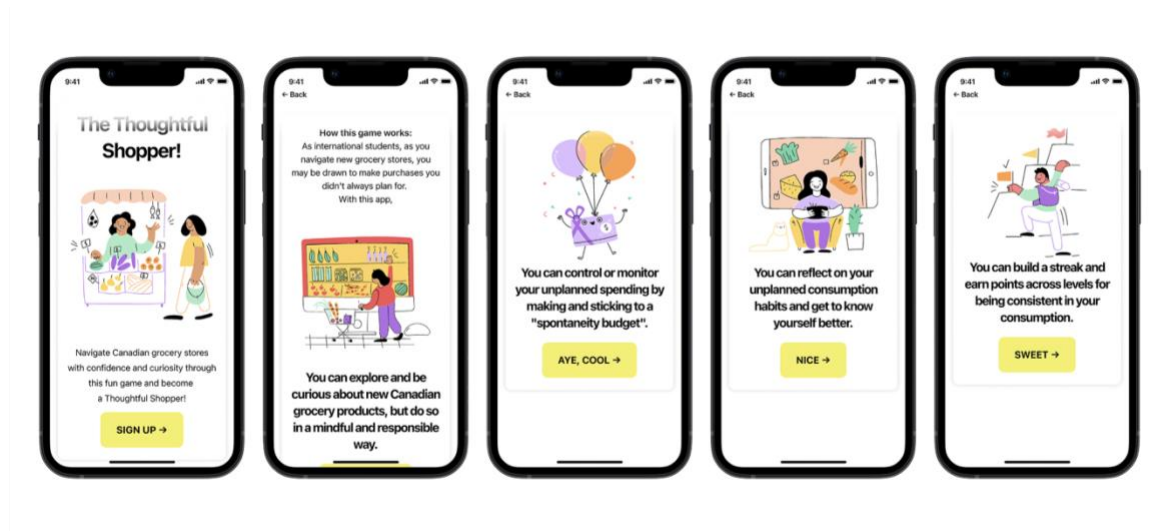 9:41
The Thoughtful
Shopper!
Navigate Canadian grocery stores
with confidence and curiosity through
this fun game and become
a Thoughtful Shopper!
SIGN UP →
9:41
← Back
How this game works:
As international students, as you
navigate new grocery stores, you
may be drawn to make purchases you
didn't always plan for.
With this app,
You can explore and be
curious about new Canadian
grocery products, but do so
in a mindful and responsible
way.
9:41
← Back
You can control or monitor
your unplanned spending by
making and sticking to a
"spontaneity budget".
AYE, COOL →
9:41
← Back
You can reflect on your
unplanned consumption
habits and get to know
yourself better.
NICE →
9:41
← Back
You can build a streak and
earn points across levels for
being consistent in your
consumption.
SWEET →